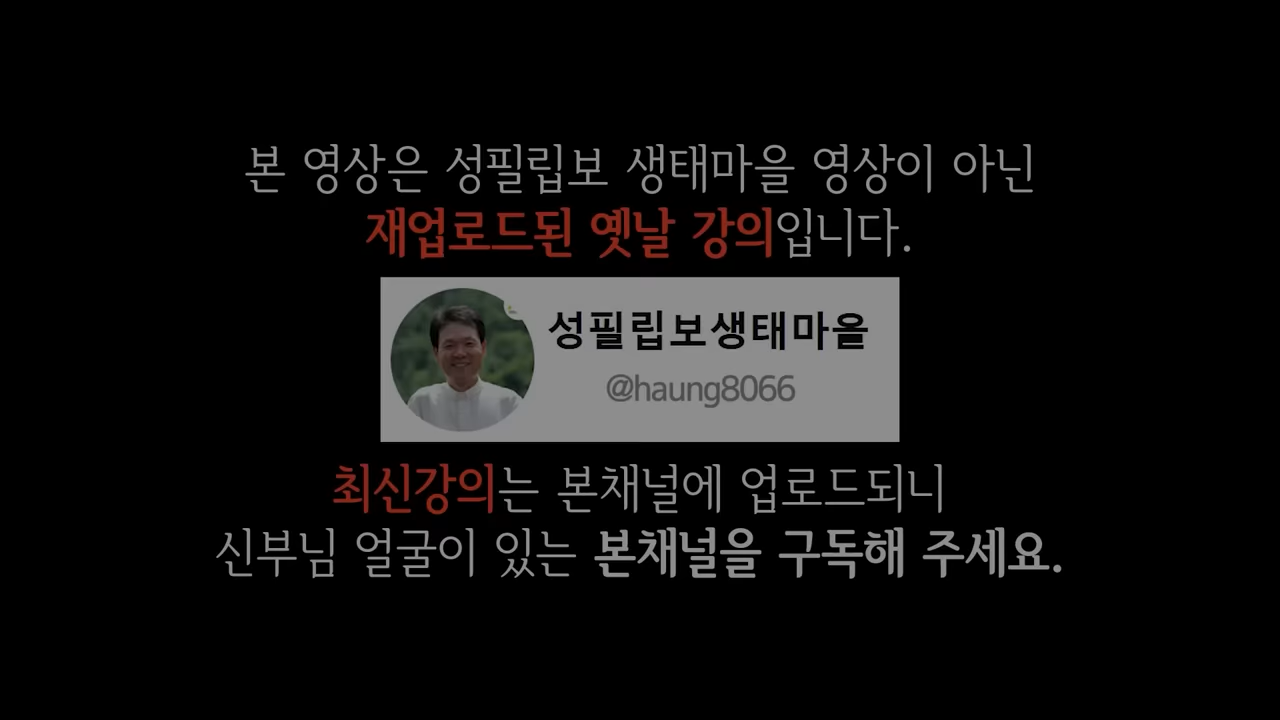 본 영상은 성필립보 생태마을 영상이 아닌
재업로드된 옛날 강의입니다.
성필립보생태마을
@haung8066
최신강의는 본채널에 업로드되니
신부님 얼굴이 있는 본채널을 구독해 주세요.